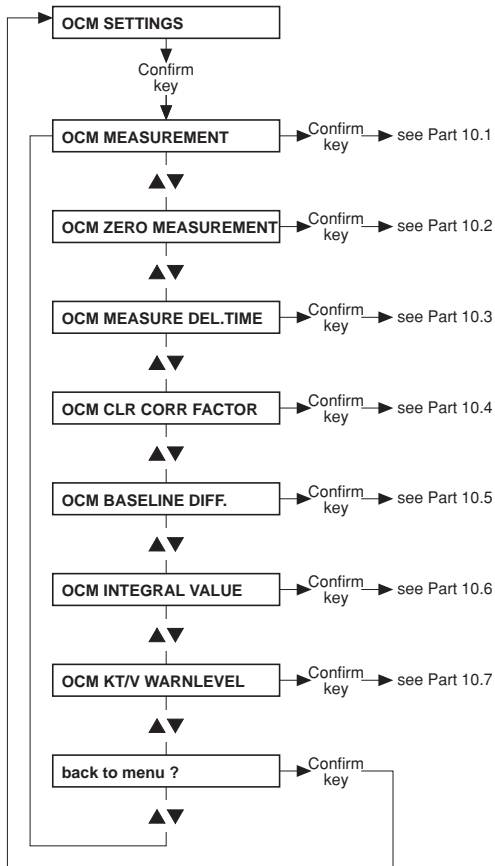 OCM SETTINGS
Confirm
key
OCM MEASUREMENT
Confirm
key
see Part 10.1
▲▼
OCM ZERO MEASUREMENT
Confirm
key
see Part 10.2
▲▼
OCM MEASURE DEL.TIME
Confirm
key
see Part 10.3
▲▼
OCM CLR CORR FACTOR
Confirm
key
see Part 10.4
▲▼
OCM BASELINE DIFF.
Confirm
key
see Part 10.5
▲▼
OCM INTEGRAL VALUE
Confirm
key
see Part 10.6
▲▼
OCM KT/V WARNLEVEL
Confirm
key
see Part 10.7
▲▼
back to menu ?
Confirm
key
▲▼